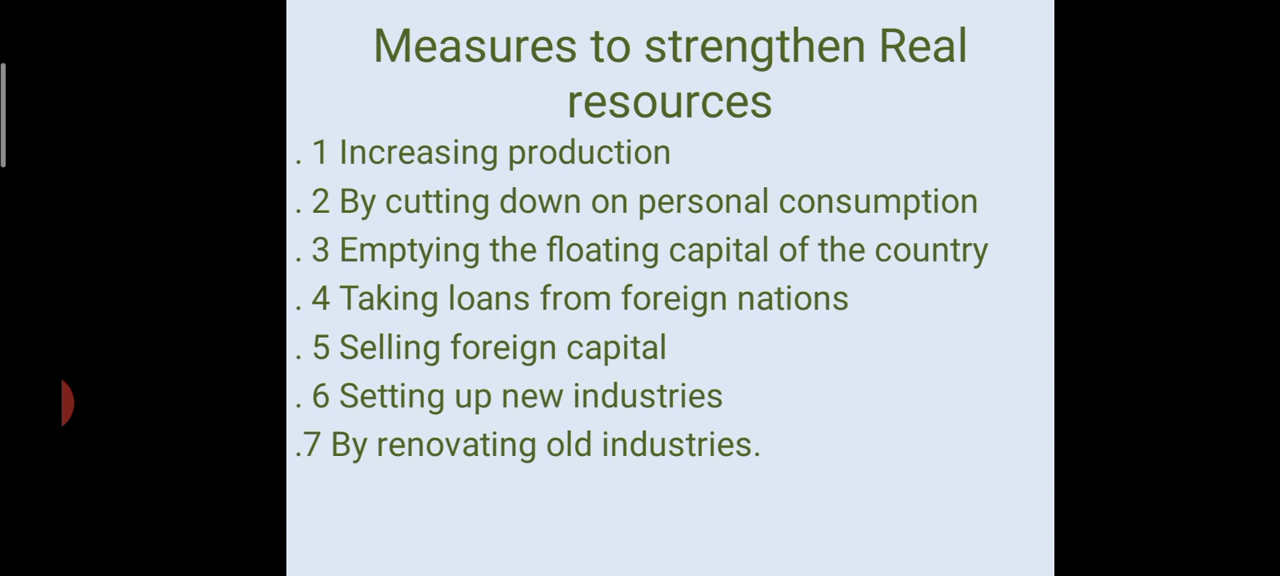 Measures to strengthen Real
resources
. 1 Increasing production
. 2 By cutting down on personal consumption
. 3 Emptying the floating capital of the country
. 4 Taking loans from foreign nations
. 5 Selling foreign capital
. 6 Setting up new industries
.7 By renovating old industries.